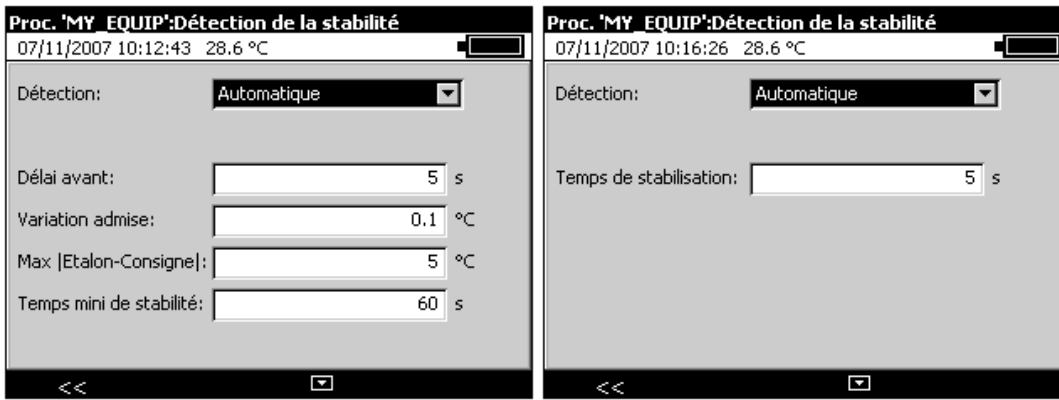 Proc. 'MY_EQUIP':Détection de la stabilité
07/11/2007 10:12:43 28.6 °C
Détection: Automatique
Délai avant: 5 s
Variation admise: 0.1 °C
Max |Etalon-Consigne|: 5 °C
Temps mini de stabilité: 60 s
<<
Proc. 'MY_EQUIP':Détection de la stabilité
07/11/2007 10:16:26 28.6 °C
Détection: Automatique
Temps de stabilisation: 5 s
<<